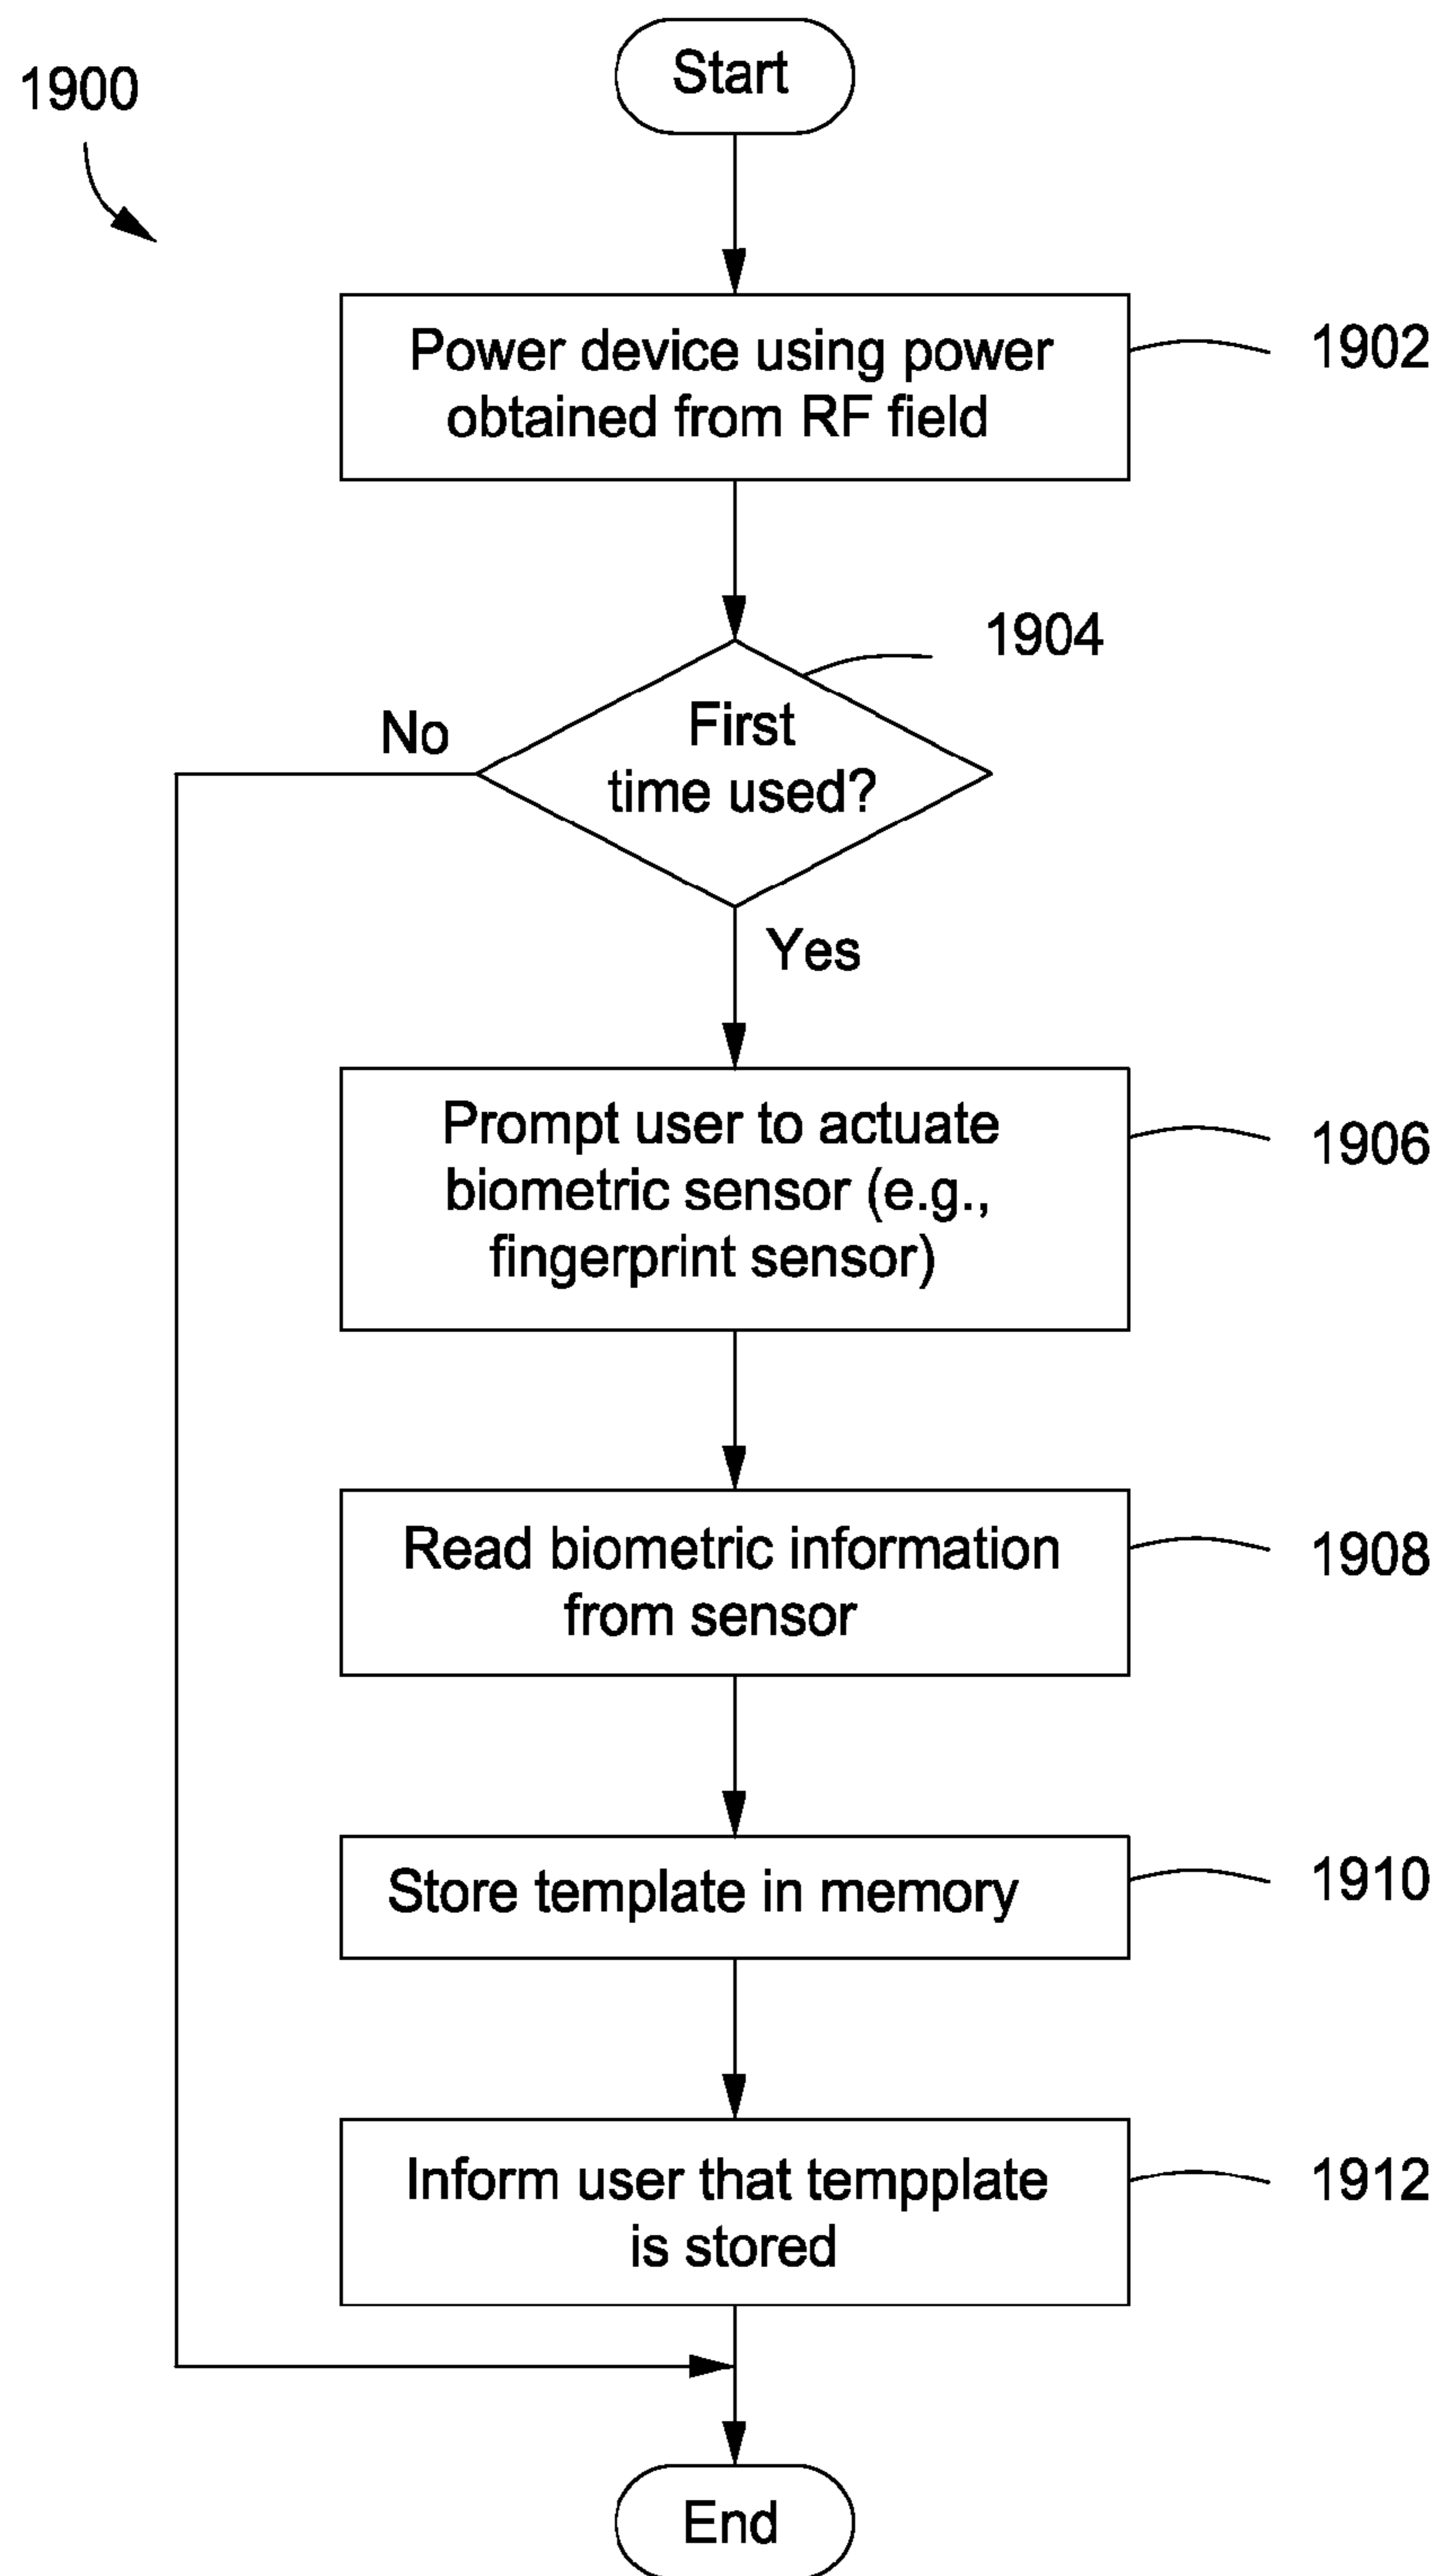 1900
Start
Power device using power
obtained from RF field
1902
1904
No
First
time used?
Yes
Prompt user to actuate
biometric sensor (e.g.,
fingerprint sensor)
1906
Read biometric information
from sensor
1908
Store template in memory
1910
Inform user that tempplate
is stored
1912
End